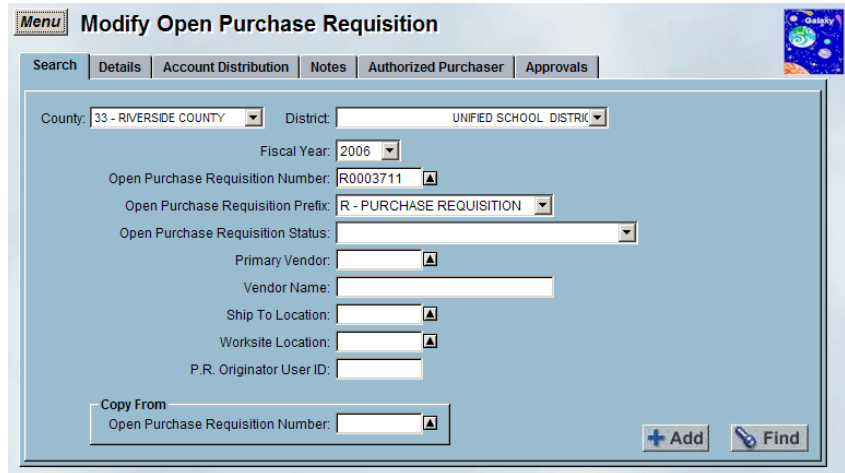 Menu Modify Open Purchase Requisition
Galaxy
Search Details Account Distribution Notes Authorized Purchaser Approvals
County: 33 - RIVERSIDE COUNTY District: UNIFIED SCHOOL DISTRIC
Fiscal Year: 2006
Open Purchase Requisition Number: R0003711
Open Purchase Requisition Prefix: R - PURCHASE REQUISITION
Open Purchase Requisition Status:
Primary Vendor:
Vendor Name:
Ship To Location:
Worksite Location:
P.R. Originator User ID:
Copy From
Open Purchase Requisition Number:
Add Find